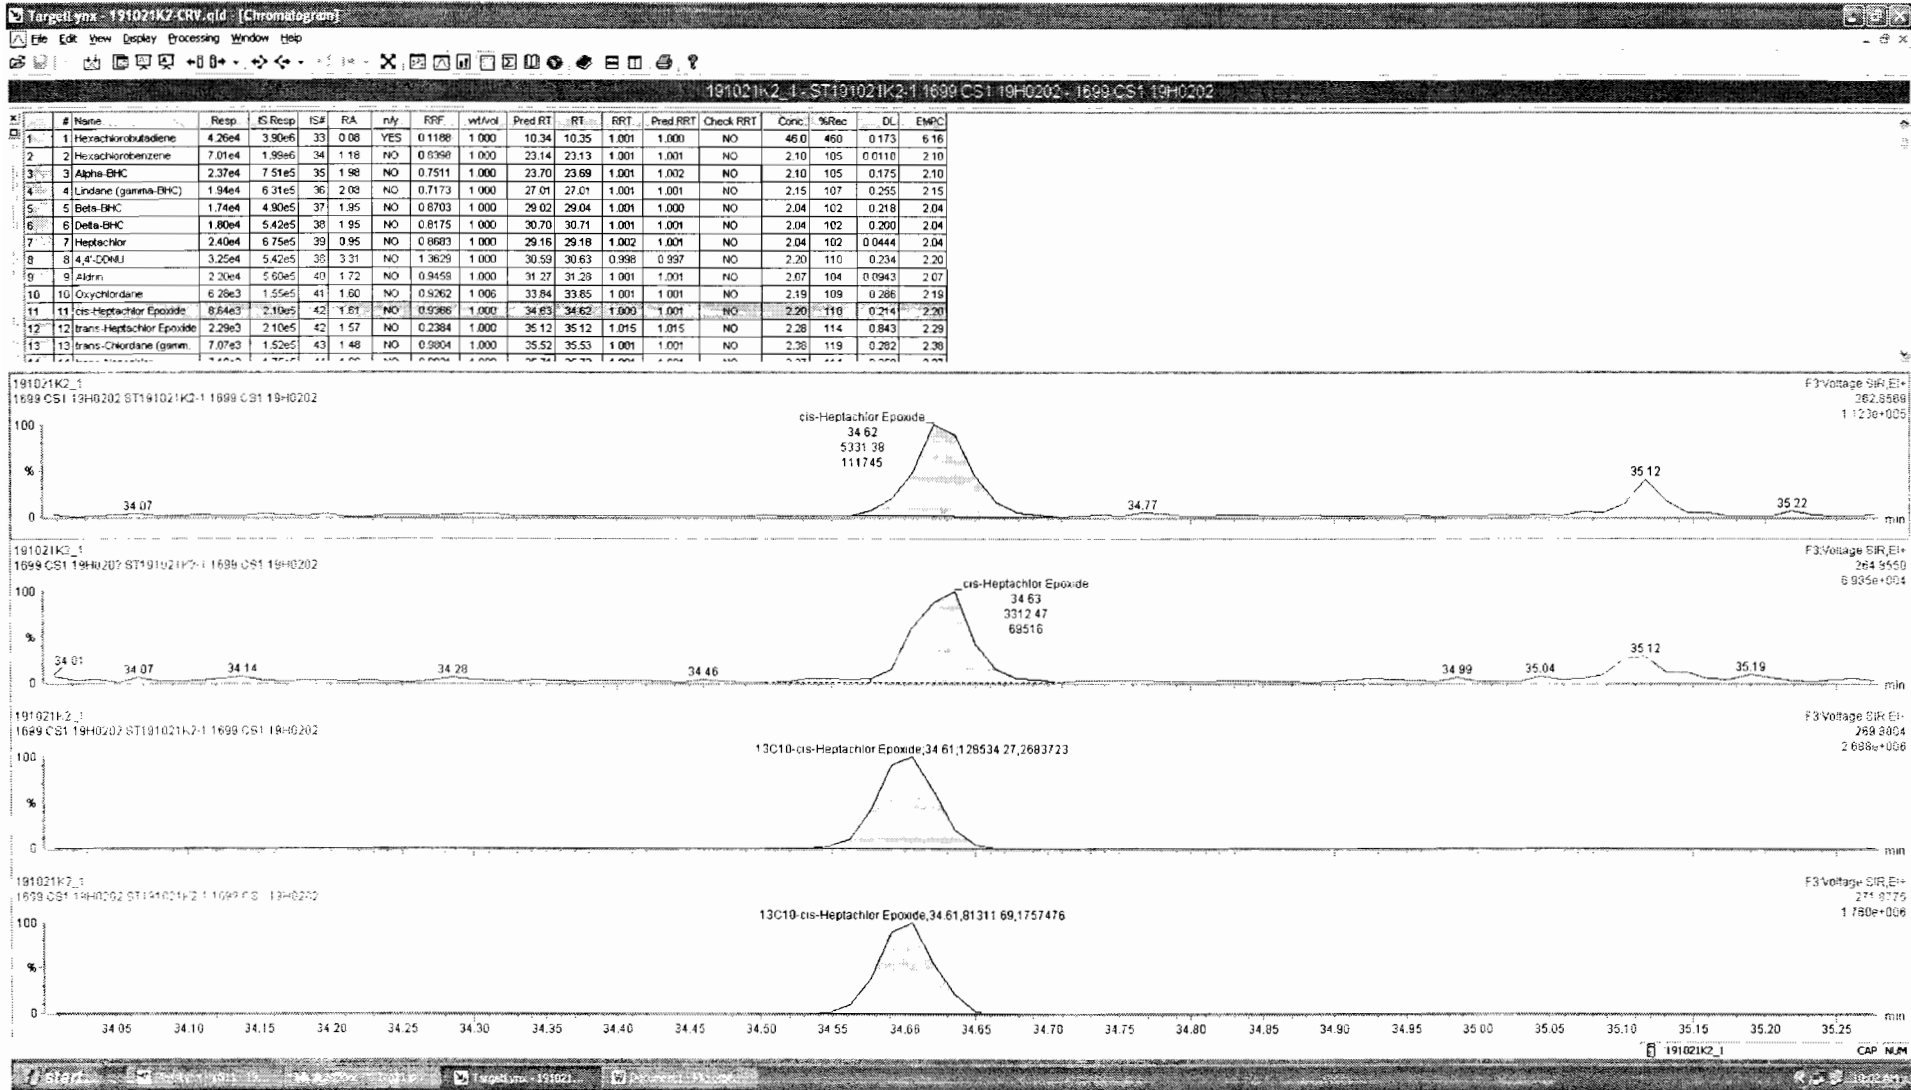 TargetLynx - 191021K2-CRV.qld - [Chromatogram]
File Edit View Display Processing Window Help
191021K2_1 - ST191021K2-1 1699 CS1 19H0202 - 1699 CS1 19H0202
# Name Resp IS Resp IS# RA n/y RRF wt/vol Pred RT RT RRT Pred RRT Check RRT Conc. %Rec DL EMPC
1 1 Hexachlorobutadiene 4.26e4 3.90e6 33 0.08 YES 0.1188 1.000 10.34 10.35 1.001 1.000 NO 46.0 460 0.173 6.16
2 2 Hexachlorobenzene 7.01e4 1.99e6 34 1.18 NO 0.8398 1.000 23.14 23.13 1.001 1.001 NO 2.10 105 0.0110 2.10
3 3 Alpha-BHC 2.37e4 7.51e5 35 1.98 NO 0.7511 1.000 23.70 23.69 1.001 1.002 NO 2.10 105 0.175 2.10
4 4 Lindane (gamma-BHC) 1.94e4 6.31e5 36 2.03 NO 0.7173 1.000 27.01 27.01 1.001 1.001 NO 2.15 107 0.255 2.15
5 5 Beta-BHC 1.74e4 4.90e5 37 1.95 NO 0.8703 1.000 29.02 29.04 1.001 1.000 NO 2.04 102 0.218 2.04
6 6 Delta-BHC 1.80e4 5.42e5 38 1.95 NO 0.8175 1.000 30.70 30.71 1.001 1.001 NO 2.04 102 0.200 2.04
7 7 Heptachlor 2.40e4 6.75e5 39 0.95 NO 0.8683 1.000 29.16 29.18 1.002 1.001 NO 2.04 102 0.0444 2.04
8 8 4,4'-DDMU 3.25e4 5.42e5 38 3.31 NO 1.3629 1.000 30.59 30.63 0.998 0.997 NO 2.20 110 0.234 2.20
9 9 Aldrin 2.20e4 5.60e5 40 1.72 NO 0.9459 1.000 31.27 31.28 1.001 1.001 NO 2.07 104 0.0943 2.07
10 10 Oxychlordane 6.28e3 1.55e5 41 1.60 NO 0.9262 1.006 33.84 33.85 1.001 1.001 NO 2.19 109 0.286 2.19
11 11 cis-Heptachlor Epoxide 8.64e3 2.10e5 42 1.61 NO 0.9366 1.000 34.63 34.62 1.000 1.001 NO 2.20 110 0.214 2.20
12 12 trans-Heptachlor Epoxide 2.29e3 2.10e5 42 1.57 NO 0.2384 1.000 35.12 35.12 1.015 1.015 NO 2.28 114 0.843 2.29
13 13 trans-Chlordane (gamm. 7.07e3 1.52e5 43 1.48 NO 0.9804 1.000 35.52 35.53 1.001 1.001 NO 2.38 119 0.282 2.38
191021K2_1
1699 CS1 19H0202 ST191021K2-1 1699 CS1 19H0202
F3:Voltage SIR,EI+
262.8569
1.123e+005
cis-Heptachlor Epoxide
34.62
5331.38
111745
100
%
0
34.07
34.77
35.12
35.22
min
191021K2_1
1699 CS1 19H0202 ST191021K2-1 1699 CS1 19H0202
F3:Voltage SIR,EI+
264.8550
6.935e+004
cis-Heptachlor Epoxide
34.63
3312.47
69516
100
%
0
34.01 34.07 34.14 34.28 34.46 34.99 35.04 35.12 35.19
min
191021K2_1
1699 CS1 19H0202 ST191021K2-1 1699 CS1 19H0202
F3:Voltage SIR,EI+
2.688e+006
13C10-cis-Heptachlor Epoxide;34.61;128534.27;2683723
100
%
0
min
191021K2_1
1699 CS1 19H0202 ST191021K2-1 1699 CS1 19H0202
F3:Voltage SIR,EI+
1.760e+006
13C10-cis-Heptachlor Epoxide;34.61;81311.69;1757476
100
%
0
min
34.05 34.10 34.15 34.20 34.25 34.30 34.35 34.40 34.45 34.50 34.55 34.60 34.65 34.70 34.75 34.80 34.85 34.90 34.95 35.00 35.05 35.10 35.15 35.20 35.25
191021K2_1 CAP NUM
start TargetLynx - 191021...